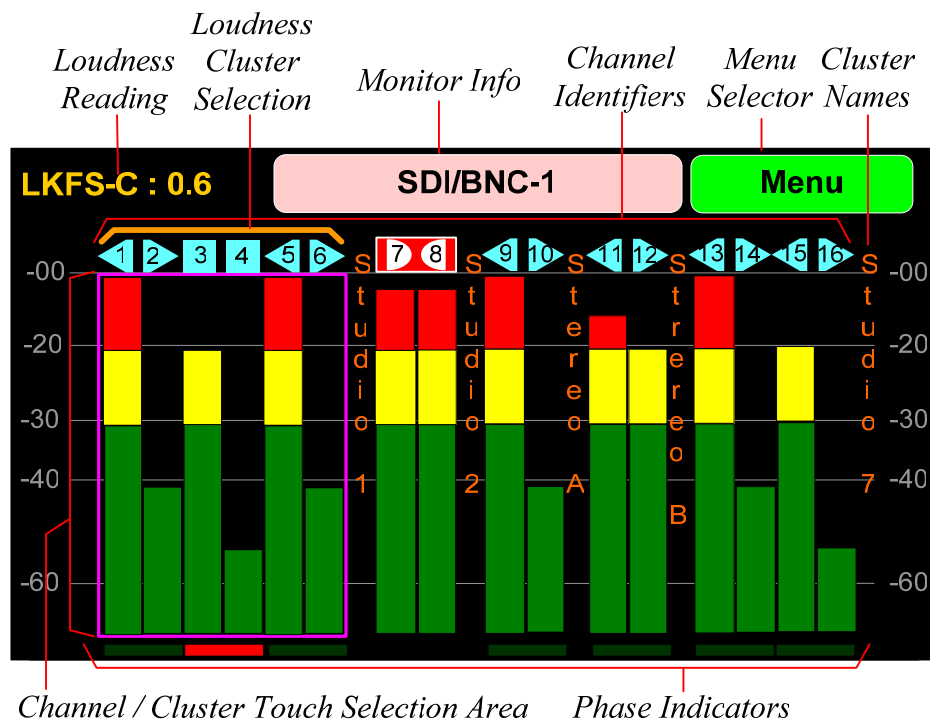 Loudness
Reading
Loudness
Cluster
Selection
Monitor Info
Channel
Identifiers
Menu
Selector
Cluster
Names
LKFS-C : 0.6
SDI/BNC-1
Menu
1 2 3 4 5 6 7 8 9 10 11 12 13 14 15 16
-00
-20
-30
-40
-60
Studio 1
Studio 2
Stereo A
Strereo B
Studio 7
-00
-20
-30
-40
-60
Channel / Cluster Touch Selection Area
Phase Indicators